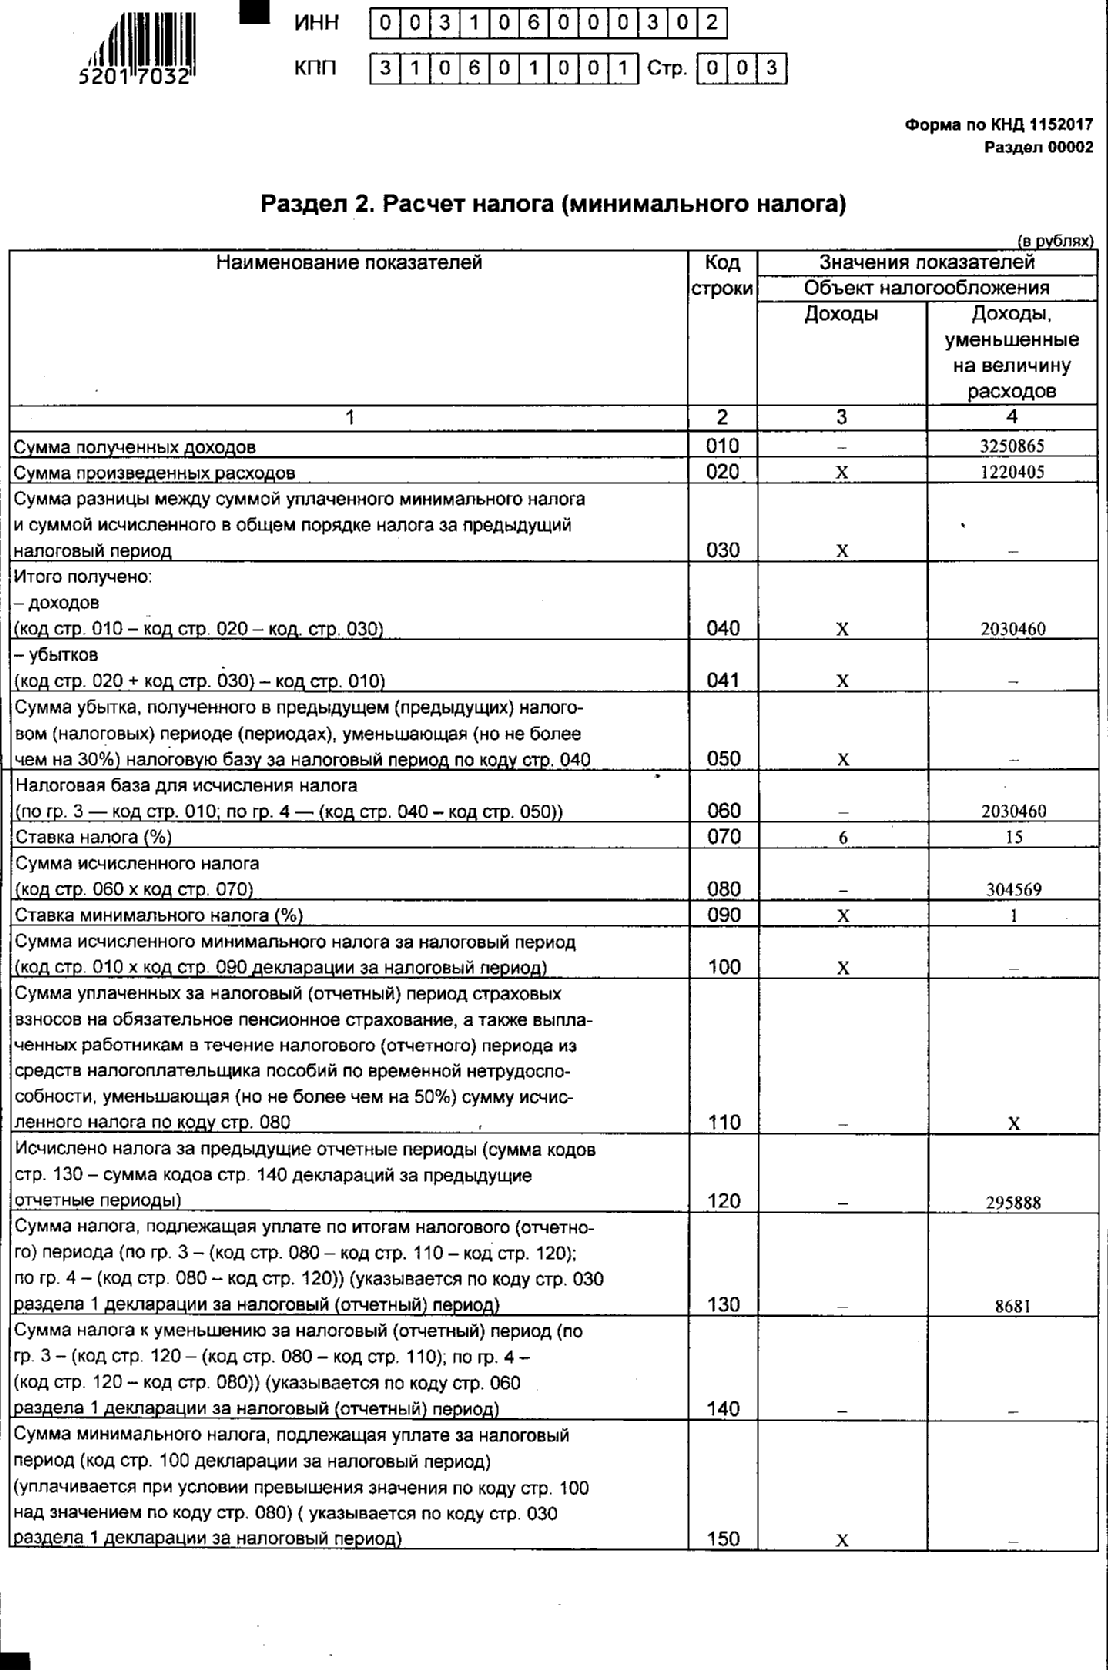 ИНН 003106000302
52017032
КПП 310601001 Стр. 003
Форма по КНД 1152017
Раздел 00002
Раздел 2. Расчет налога (минимального налога)
(в рублях)
Наименование показателей Код строки Значения показателей
Объект налогообложения
Доходы Доходы,
уменьшенные
на величину
расходов
1 2 3 4
Сумма полученных доходов 010 – 3250865
Сумма произведенных расходов 020 X 1220405
Сумма разницы между суммой уплаченного минимального налога
и суммой исчисленного в общем порядке налога за предыдущий
налоговый период 030 X –
Итого получено:
– доходов
(код стр. 010 – код стр. 020 – код. стр. 030) 040 X 2030460
– убытков
(код стр. 020 + код стр. 030) – код стр. 010) 041 X –
Сумма убытка, полученного в предыдущем (предыдущих) налого-
вом (налоговых) периоде (периодах), уменьшающая (но не более
чем на 30%) налоговую базу за налоговый период по коду стр. 040 050 X –
Налоговая база для исчисления налога
(по гр. 3 — код стр. 010; по гр. 4 — (код стр. 040 – код стр. 050)) 060 – 2030460
Ставка налога (%) 070 6 15
Сумма исчисленного налога
(код стр. 060 х код стр. 070) 080 – 304569
Ставка минимального налога (%) 090 X 1
Сумма исчисленного минимального налога за налоговый период
(код стр. 010 х код стр. 090 декларации за налоговый период) 100 X –
Сумма уплаченных за налоговый (отчетный) период страховых
взносов на обязательное пенсионное страхование, а также выпла-
ченных работникам в течение налогового (отчетного) периода из
средств налогоплательщика пособий по временной нетрудоспо-
собности, уменьшающая (но не более чем на 50%) сумму исчис-
ленного налога по коду стр. 080 110 – X
Исчислено налога за предыдущие отчетные периоды (сумма кодов
стр. 130 – сумма кодов стр. 140 деклараций за предыдущие
отчетные периоды) 120 – 295888
Сумма налога, подлежащая уплате по итогам налогового (отчетно-
го) периода (по гр. 3 – (код стр. 080 – код стр. 110 – код стр. 120);
по гр. 4 – (код стр. 080 – код стр. 120)) (указывается по коду стр. 030
раздела 1 декларации за налоговый (отчетный) период) 130 – 8681
Сумма налога к уменьшению за налоговый (отчетный) период (по
гр. 3 – (код стр. 120 – (код стр. 080 – код стр. 110); по гр. 4 –
(код стр. 120 – код стр. 080)) (указывается по коду стр. 060
раздела 1 декларации за налоговый (отчетный) период) 140 – –
Сумма минимального налога, подлежащая уплате за налоговый
период (код стр. 100 декларации за налоговый период)
(уплачивается при условии превышения значения по коду стр. 100
над значением по коду стр. 080) ( указывается по коду стр. 030
раздела 1 декларации за налоговый период) 150 X –